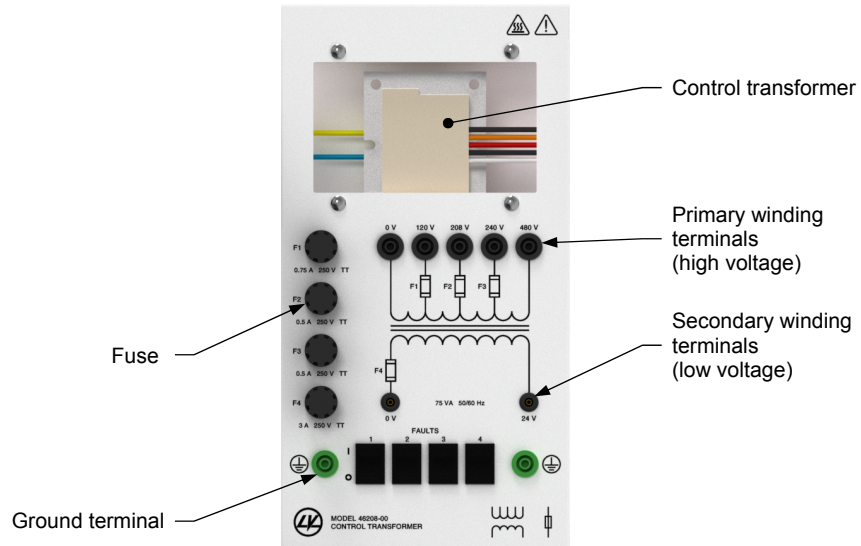 Control transformer
Primary winding
terminals
(high voltage)
0 V 120 V 208 V 240 V 480 V
F1
0.75 A 250 V TT
F1 F2 F3
F2
0.5 A 250 V TT
Secondary winding
terminals
(low voltage)
Fuse
F3
0.5 A 250 V TT
F4
F4
3 A 250 V TT
75 VA 50/60 Hz
0 V 24 V
FAULTS
1 2 3 4
I
O
Ground terminal
LV
MODEL 46208-00
CONTROL TRANSFORMER